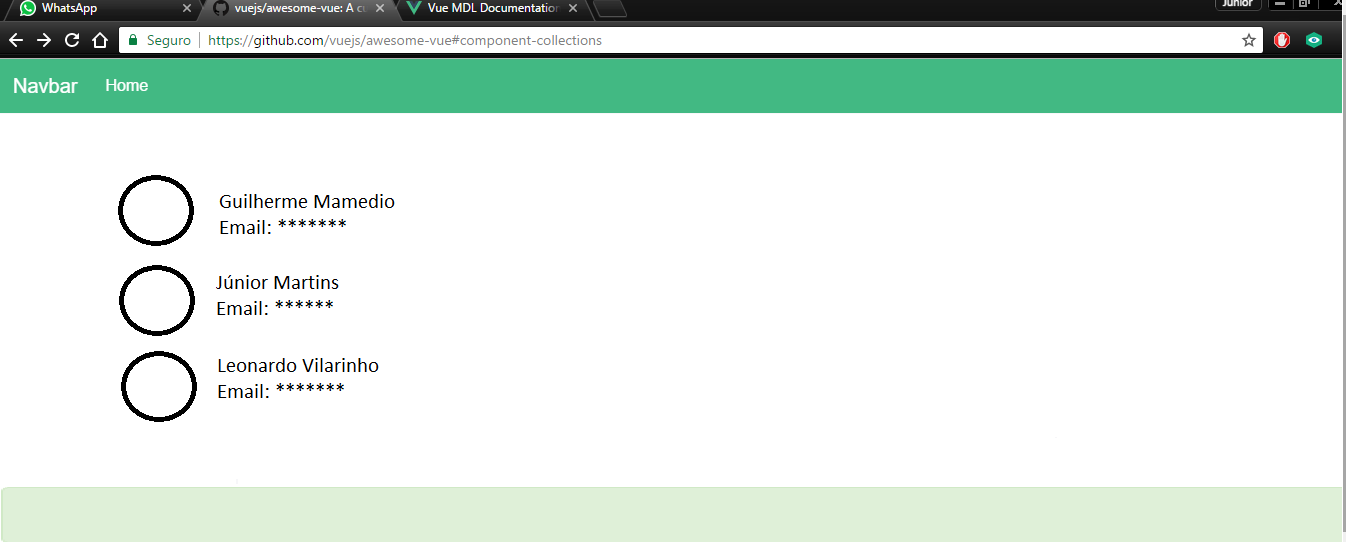 WhatsApp
vuejs/awesome-vue: A cu
Vue MDL Documentation
Junior
Seguro
https://github.com/vuejs/awesome-vue#component-collections
Navbar
Home
Guilherme Mamedio
Email: *******
Júnior Martins
Email: ******
Leonardo Vilarinho
Email: *******